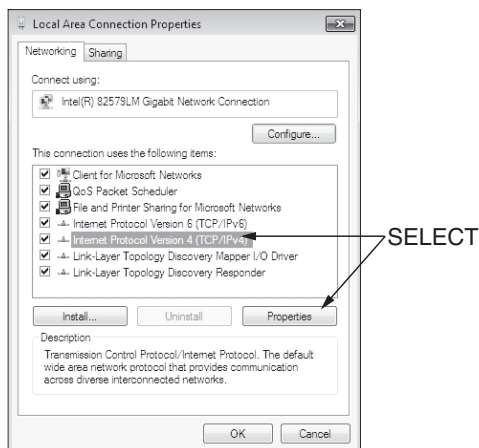 Local Area Connection Properties
Networking
Sharing
Connect using:
Intel(R) 82579LM Gigabit Network Connection
Configure...
This connection uses the following items:
Client for Microsoft Networks
QoS Packet Scheduler
File and Printer Sharing for Microsoft Networks
Internet Protocol Version 6 (TCP/IPv6)
Internet Protocol Version 4 (TCP/IPv4)
SELECT
Link-Layer Topology Discovery Mapper I/O Driver
Link-Layer Topology Discovery Responder
Install...
Uninstall
Properties
Description
Transmission Control Protocol/Internet Protocol. The default
wide area network protocol that provides communication
across diverse interconnected networks.
OK
Cancel